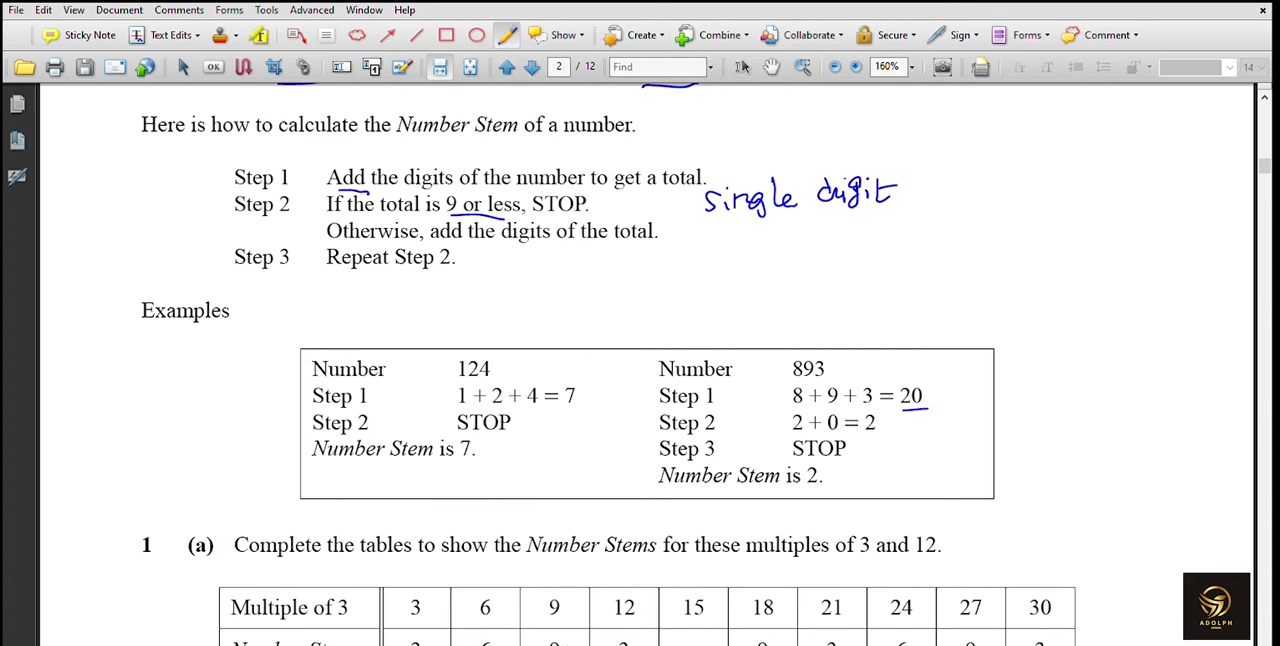 File Edit View Document Comments Forms Tools Advanced Window Help
Sticky Note Text Edits Show Create Combine Collaborate Secure Sign Forms Comment
OK 2 / 12 Find 160% 14
Here is how to calculate the Number Stem of a number.
Step 1 Add the digits of the number to get a total.
single digit
Step 2 If the total is 9 or less, STOP.
Otherwise, add the digits of the total.
Step 3 Repeat Step 2.
Examples
Number 124 Number 893
Step 1 1 + 2 + 4 = 7 Step 1 8 + 9 + 3 = 20
Step 2 STOP Step 2 2 + 0 = 2
Number Stem is 7. Step 3 STOP
Number Stem is 2.
1 (a) Complete the tables to show the Number Stems for these multiples of 3 and 12.
Multiple of 3 3 6 9 12 15 18 21 24 27 30
ADOLPH